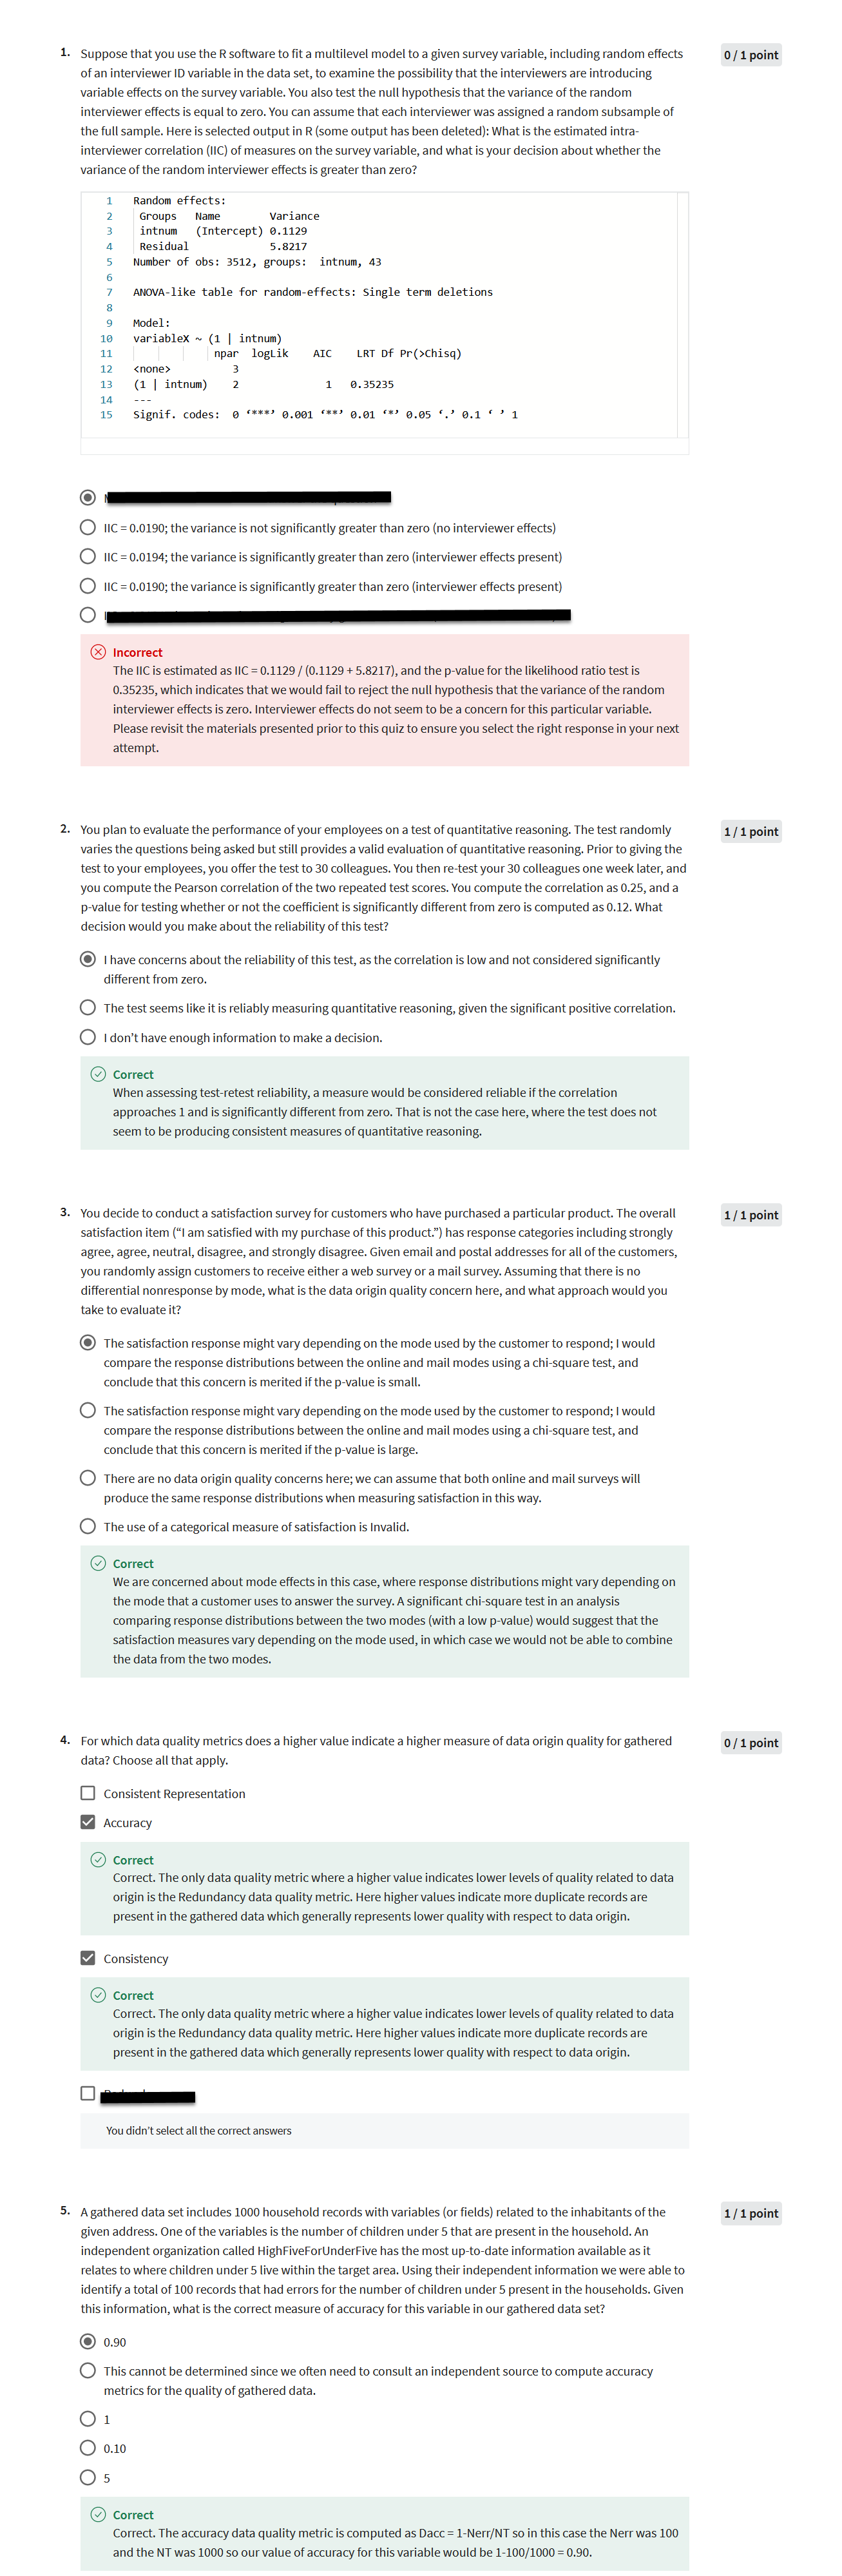 1. Suppose that you use the R software to fit a multilevel model to a given survey variable, including random effects
0 / 1 point
of an interviewer ID variable in the data set, to examine the possibility that the interviewers are introducing
variable effects on the survey variable. You also test the null hypothesis that the variance of the random
interviewer effects is equal to zero. You can assume that each interviewer was assigned a random subsample of
the full sample. Here is selected output in R (some output has been deleted): What is the estimated intra-
interviewer correlation (IIC) of measures on the survey variable, and what is your decision about whether the
variance of the random interviewer effects is greater than zero?
1 Random effects:
2 Groups Name Variance
3 intnum (Intercept) 0.1129
4 Residual 5.8217
5 Number of obs: 3512, groups: intnum, 43
6
7 ANOVA-like table for random-effects: Single term deletions
8
9 Model:
10 variableX ~ (1 | intnum)
11 npar logLik AIC LRT Df Pr(>Chisq)
12 <none> 3
13 (1 | intnum) 2 1 0.35235
14 ---
15 Signif. codes: 0 ‘***’ 0.001 ‘**’ 0.01 ‘*’ 0.05 ‘.’ 0.1 ‘ ’ 1
IIC = 0.0190; the variance is not significantly greater than zero (no interviewer effects)
IIC = 0.0194; the variance is significantly greater than zero (interviewer effects present)
IIC = 0.0190; the variance is significantly greater than zero (interviewer effects present)
Incorrect
The IIC is estimated as IIC = 0.1129 / (0.1129 + 5.8217), and the p-value for the likelihood ratio test is
0.35235, which indicates that we would fail to reject the null hypothesis that the variance of the random
interviewer effects is zero. Interviewer effects do not seem to be a concern for this particular variable.
Please revisit the materials presented prior to this quiz to ensure you select the right response in your next
attempt.
2. You plan to evaluate the performance of your employees on a test of quantitative reasoning. The test randomly
1 / 1 point
varies the questions being asked but still provides a valid evaluation of quantitative reasoning. Prior to giving the
test to your employees, you offer the test to 30 colleagues. You then re-test your 30 colleagues one week later, and
you compute the Pearson correlation of the two repeated test scores. You compute the correlation as 0.25, and a
p-value for testing whether or not the coefficient is significantly different from zero is computed as 0.12. What
decision would you make about the reliability of this test?
I have concerns about the reliability of this test, as the correlation is low and not considered significantly
different from zero.
The test seems like it is reliably measuring quantitative reasoning, given the significant positive correlation.
I don’t have enough information to make a decision.
Correct
When assessing test-retest reliability, a measure would be considered reliable if the correlation
approaches 1 and is significantly different from zero. That is not the case here, where the test does not
seem to be producing consistent measures of quantitative reasoning.
3. You decide to conduct a satisfaction survey for customers who have purchased a particular product. The overall
1 / 1 point
satisfaction item (“I am satisfied with my purchase of this product.”) has response categories including strongly
agree, agree, neutral, disagree, and strongly disagree. Given email and postal addresses for all of the customers,
you randomly assign customers to receive either a web survey or a mail survey. Assuming that there is no
differential nonresponse by mode, what is the data origin quality concern here, and what approach would you
take to evaluate it?
The satisfaction response might vary depending on the mode used by the customer to respond; I would
compare the response distributions between the online and mail modes using a chi-square test, and
conclude that this concern is merited if the p-value is small.
The satisfaction response might vary depending on the mode used by the customer to respond; I would
compare the response distributions between the online and mail modes using a chi-square test, and
conclude that this concern is merited if the p-value is large.
There are no data origin quality concerns here; we can assume that both online and mail surveys will
produce the same response distributions when measuring satisfaction in this way.
The use of a categorical measure of satisfaction is Invalid.
Correct
We are concerned about mode effects in this case, where response distributions might vary depending on
the mode that a customer uses to answer the survey. A significant chi-square test in an analysis
comparing response distributions between the two modes (with a low p-value) would suggest that the
satisfaction measures vary depending on the mode used, in which case we would not be able to combine
the data from the two modes.
4. For which data quality metrics does a higher value indicate a higher measure of data origin quality for gathered
0 / 1 point
data? Choose all that apply.
Consistent Representation
Accuracy
Correct
Correct. The only data quality metric where a higher value indicates lower levels of quality related to data
origin is the Redundancy data quality metric. Here higher values indicate more duplicate records are
present in the gathered data which generally represents lower quality with respect to data origin.
Consistency
Correct
Correct. The only data quality metric where a higher value indicates lower levels of quality related to data
origin is the Redundancy data quality metric. Here higher values indicate more duplicate records are
present in the gathered data which generally represents lower quality with respect to data origin.
You didn’t select all the correct answers
5. A gathered data set includes 1000 household records with variables (or fields) related to the inhabitants of the
1 / 1 point
given address. One of the variables is the number of children under 5 that are present in the household. An
independent organization called HighFiveForUnderFive has the most up-to-date information available as it
relates to where children under 5 live within the target area. Using their independent information we were able to
identify a total of 100 records that had errors for the number of children under 5 present in the households. Given
this information, what is the correct measure of accuracy for this variable in our gathered data set?
0.90
This cannot be determined since we often need to consult an independent source to compute accuracy
metrics for the quality of gathered data.
1
0.10
5
Correct
Correct. The accuracy data quality metric is computed as Dacc = 1-Nerr/NT so in this case the Nerr was 100
and the NT was 1000 so our value of accuracy for this variable would be 1-100/1000 = 0.90.